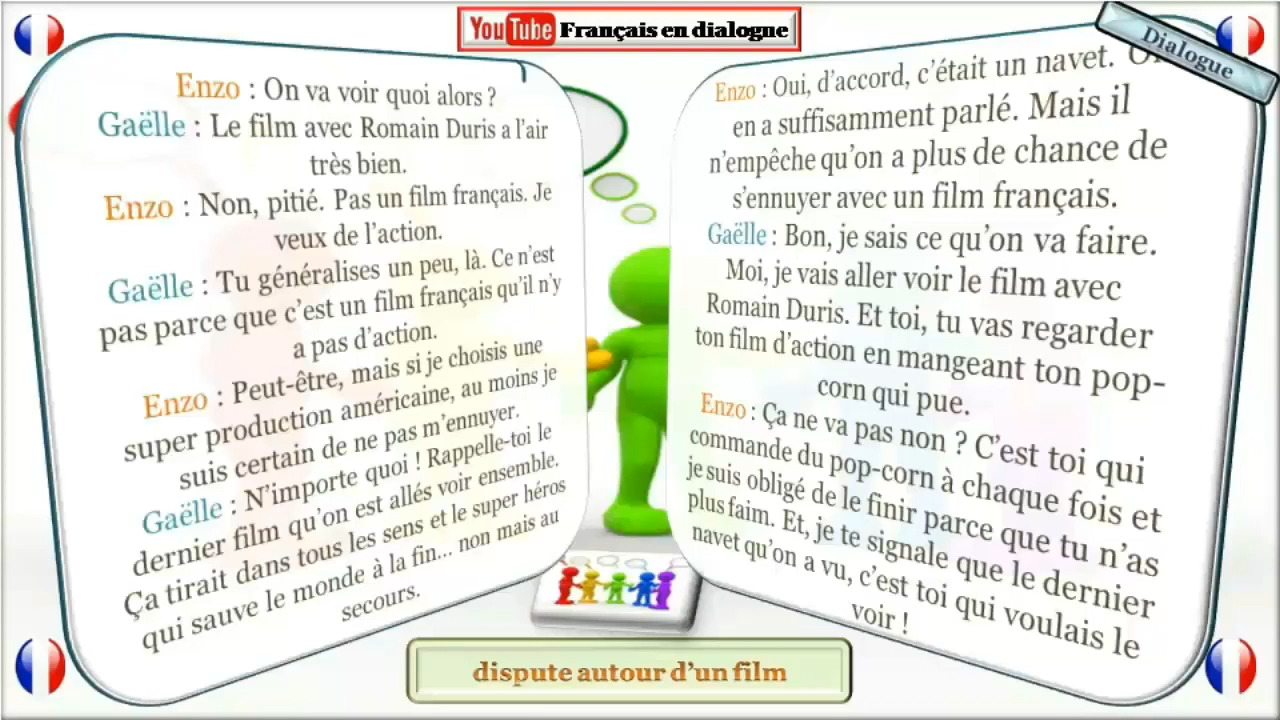 YouTube Français en dialogue
Dialogue
Enzo : On va voir quoi alors ?
Gaëlle : Le film avec Romain Duris a l'air
très bien.
Enzo : Non, pitié. Pas un film français. Je
veux de l'action.
Gaëlle : Tu généralises un peu, là. Ce n'est
pas parce que c'est un film français qu'il n'y
a pas d'action.
Enzo : Peut-être, mais si je choisis une
super production américaine, au moins je
suis certain de ne pas m'ennuyer.
Gaëlle : N'importe quoi ! Rappelle-toi le
dernier film qu'on est allés voir ensemble.
Ça tirait dans tous les sens et le super héros
qui sauve le monde à la fin... non mais au
secours.
Enzo : Oui, d'accord, c'était un navet.
en a suffisamment parlé. Mais il
n'empêche qu'on a plus de chance de
s'ennuyer avec un film français.
Gaëlle : Bon, je sais ce qu'on va faire.
Moi, je vais aller voir le film avec
Romain Duris. Et toi, tu vas regarder
ton film d'action en mangeant ton pop-
corn qui pue.
Enzo : Ça ne va pas non ? C'est toi qui
commande du pop-corn à chaque fois et
je suis obligé de le finir parce que tu n'as
plus faim. Et, je te signale que le dernier
navet qu'on a vu, c'est toi qui voulais le
voir !
dispute autour d'un film